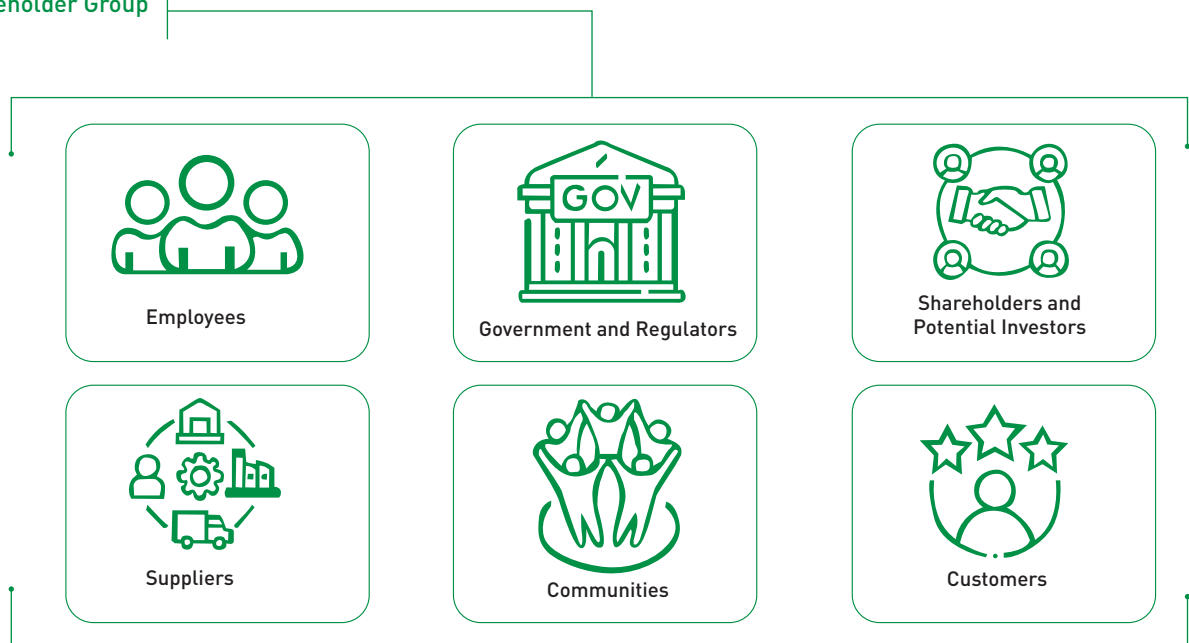 eholder Group
GOV
Employees
Government and Regulators
Shareholders and
Potential Investors
Suppliers
Communities
Customers